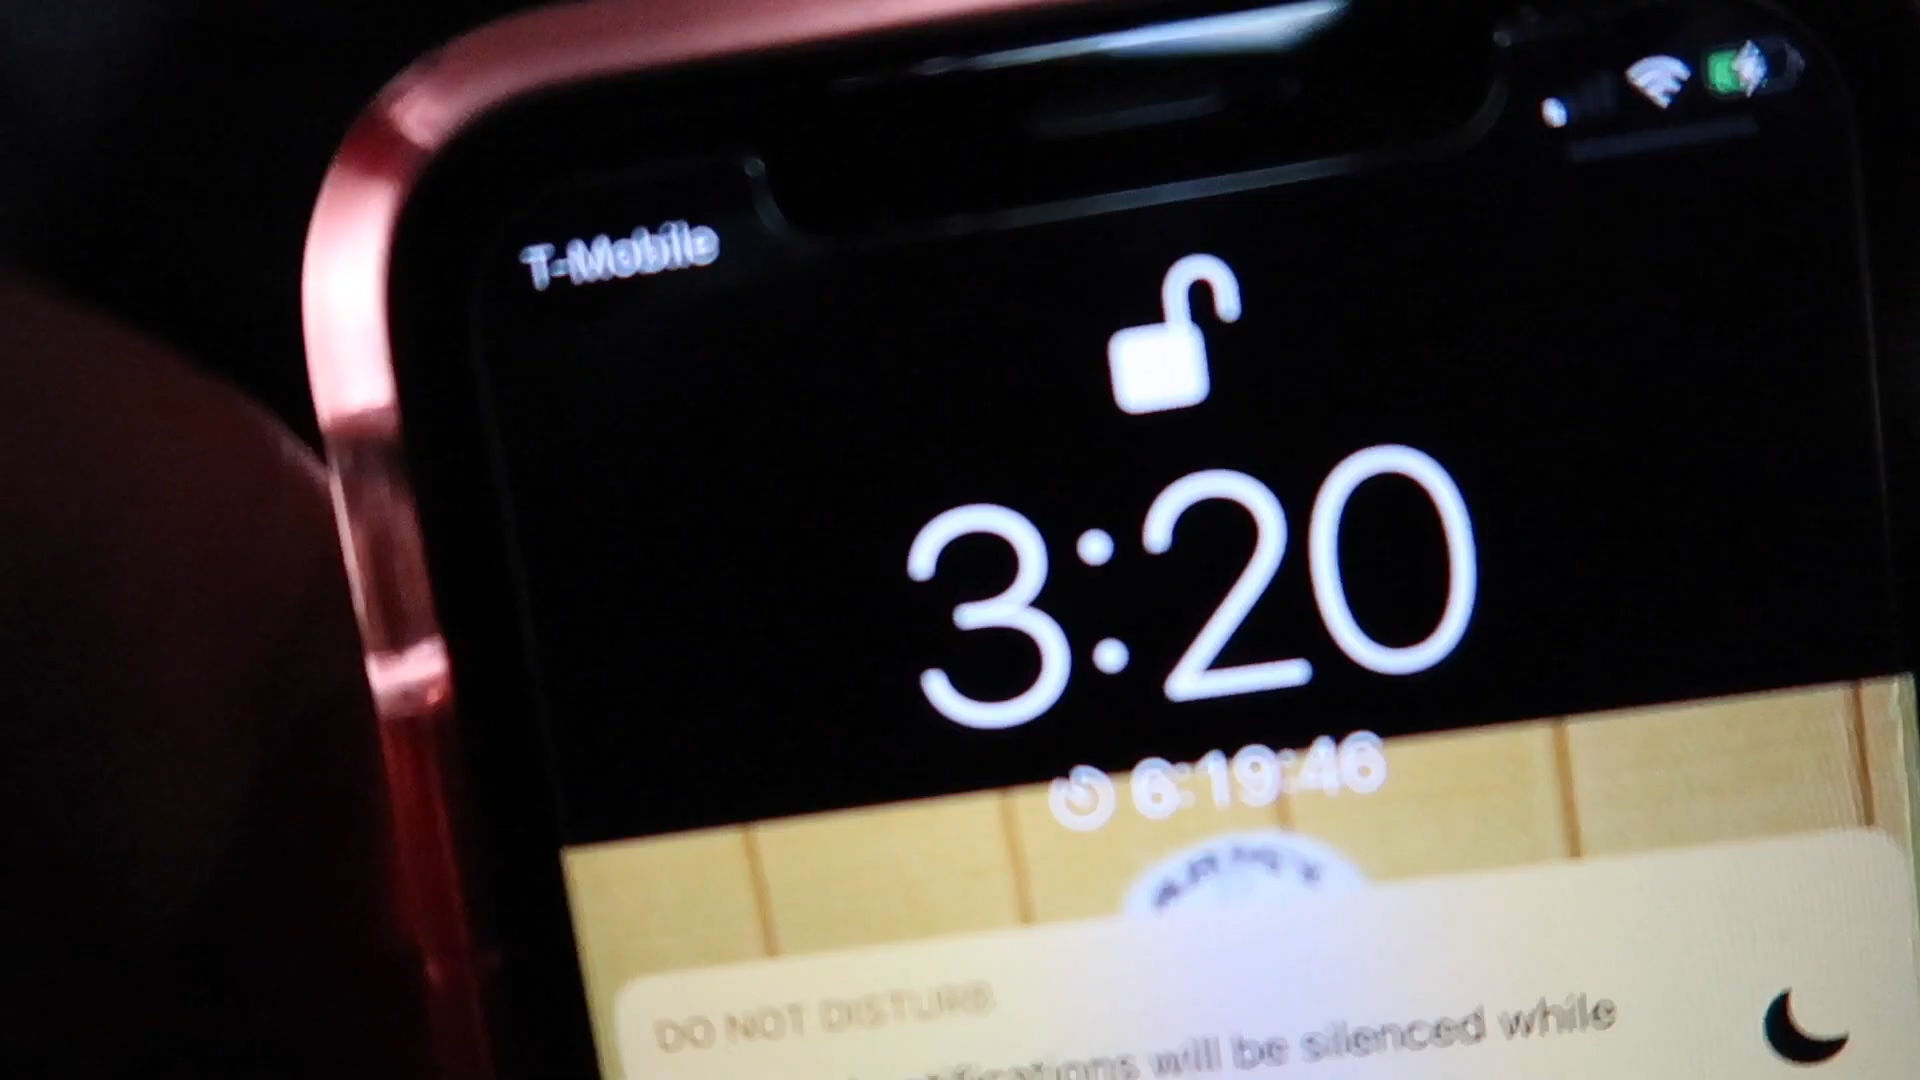 T-Mobile
3:20
6:19:46
DO NOT DISTURB
will be silenced while